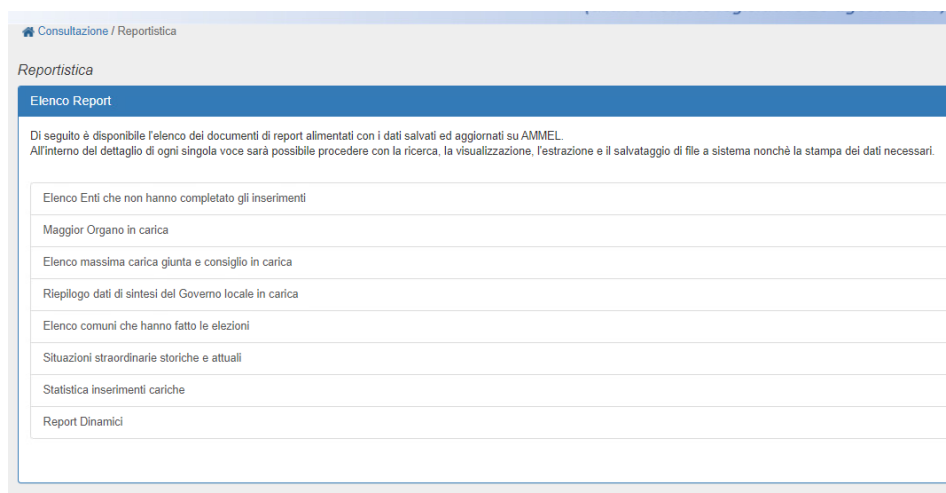 Consultazione / Reportistica
Reportistica
Elenco Report
Di seguito è disponibile l'elenco dei documenti di report alimentati con i dati salvati ed aggiornati su AMMEL.
All'interno del dettaglio di ogni singola voce sarà possibile procedere con la ricerca, la visualizzazione, l'estrazione e il salvataggio di file a sistema nonchè la stampa dei dati necessari.
Elenco Enti che non hanno completato gli inserimenti
Maggior Organo in carica
Elenco massima carica giunta e consiglio in carica
Riepilogo dati di sintesi del Governo locale in carica
Elenco comuni che hanno fatto le elezioni
Situazioni straordinarie storiche e attuali
Statistica inserimenti cariche
Report Dinamici